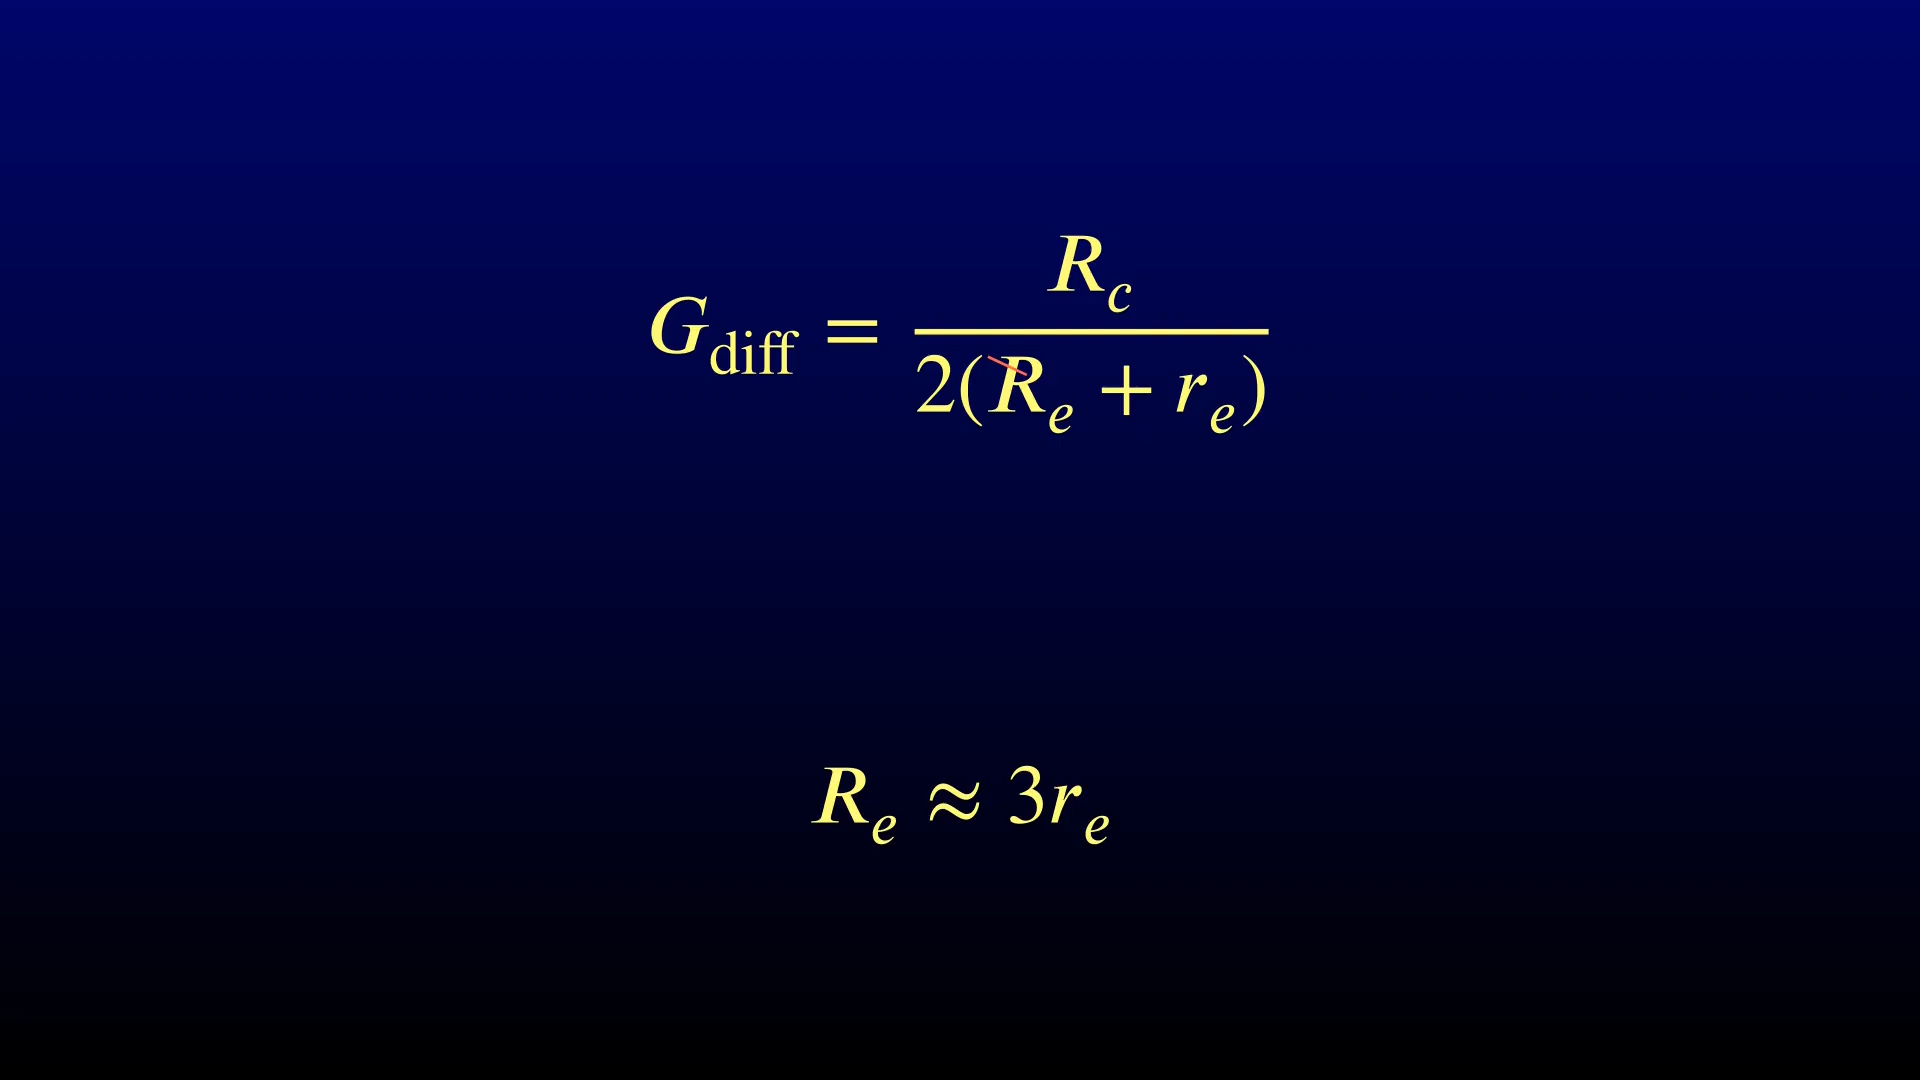 G_diff = R_c / 2(R_e + r_e)
R_e ≈ 3r_e